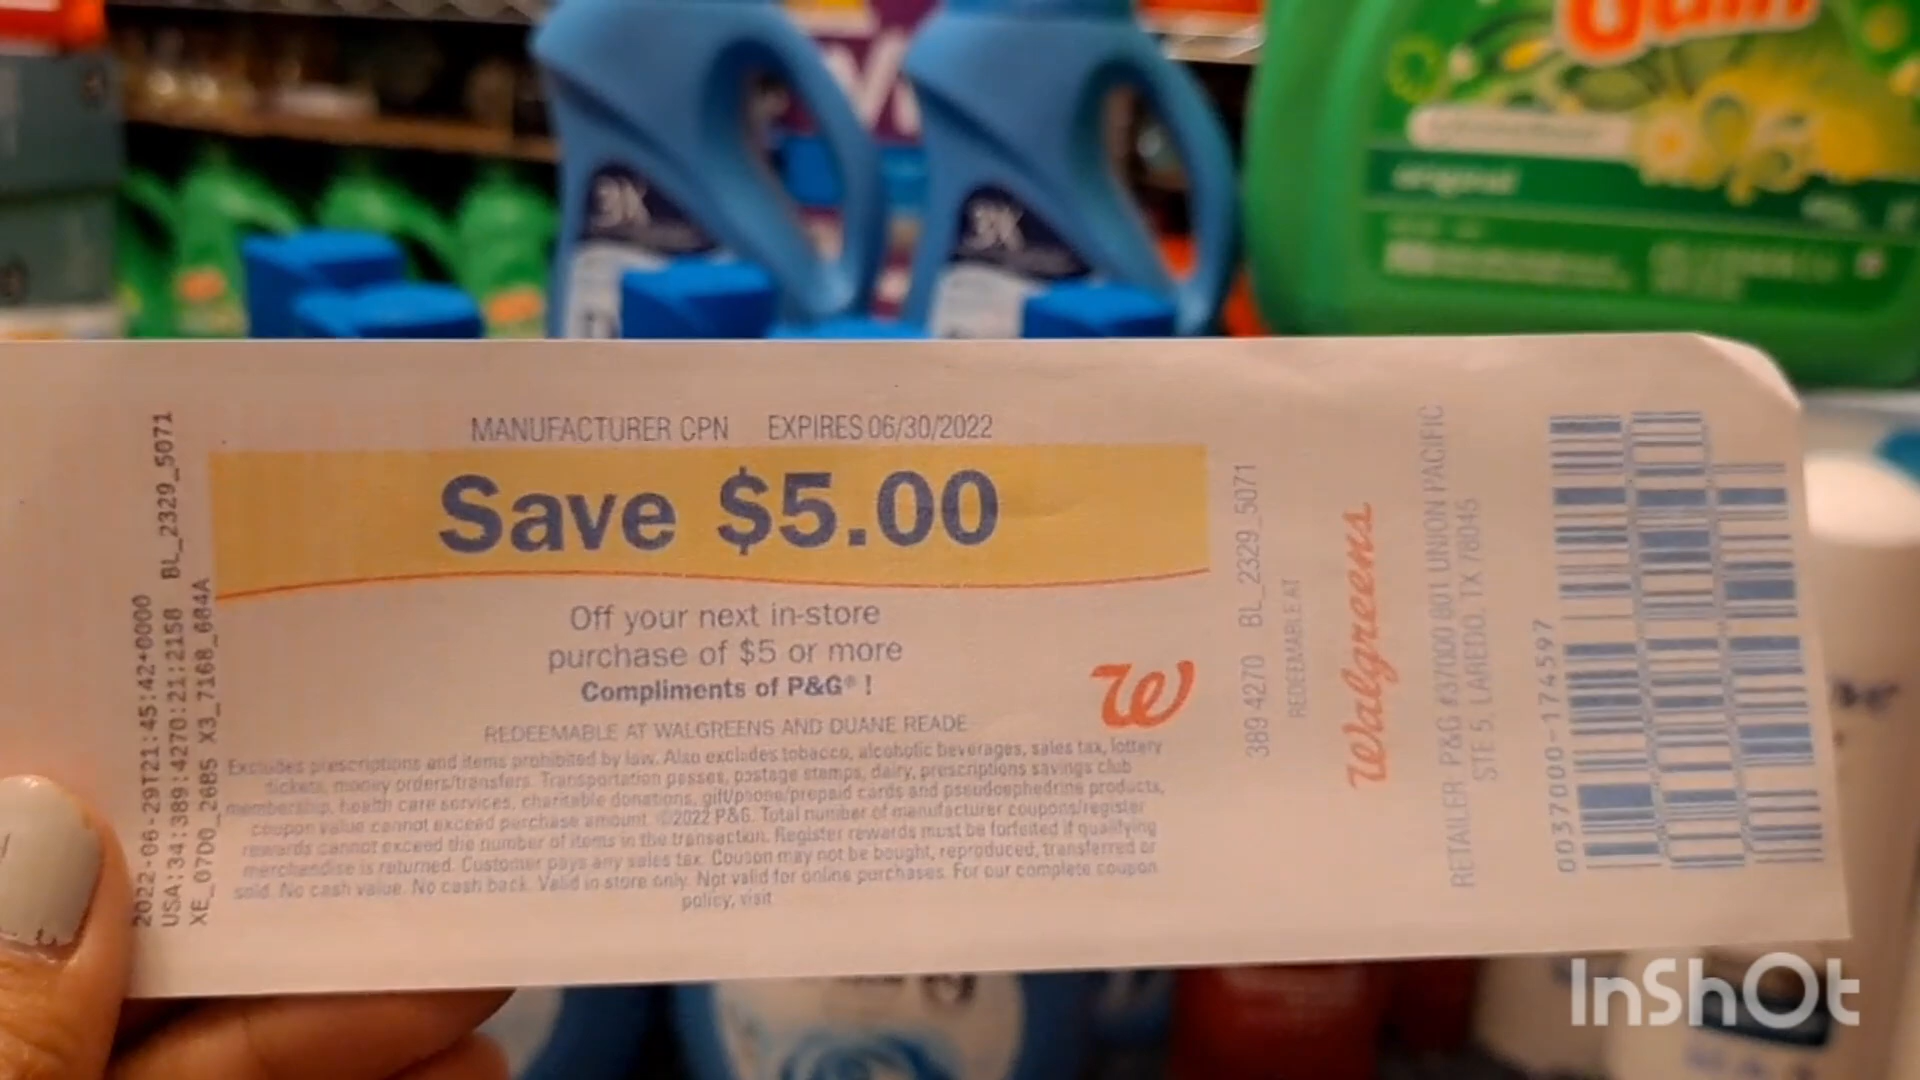 Gain
original
3X
3X
MANUFACTURER CPN EXPIRES 06/30/2022
Save $5.00
Off your next in-store
purchase of $5 or more
Compliments of P&G® !
REDEEMABLE AT WALGREENS AND DUANE READE
Excludes prescriptions and items prohibited by law. Also excludes tobacco, alcoholic beverages, sales tax, lottery
tickets, money orders/transfers. Transportation passes, postage stamps, dairy, prescriptions savings club
membership, health care services, charitable donations, gift/phone/prepaid cards and pseudoephedrine products,
coupon value cannot exceed purchase amount. ©2022 P&G. Total number of manufacturer coupons/register
rewards cannot exceed the number of items in the transaction. Register rewards must be forfeited if qualifying
merchandise is returned. Customer pays any sales tax. Coupon may not be bought, reproduced, transferred or
sold. No cash value. No cash back. Valid in store only. Not valid for online purchases. For our complete coupon
policy, visit
W
2022-06-29T21:45:42+0000
USA:34:389:4270:21:2158 BL_2329_5071
XE_07D0_2685 X3_7168_684A
389 4270 BL_2329_5071
REDEEMABLE AT
Walgreens
RETAILER: P&G #37000 801 UNION PACIFIC
STE 5, LAREDO, TX 78045
0037000-174597
InShOt